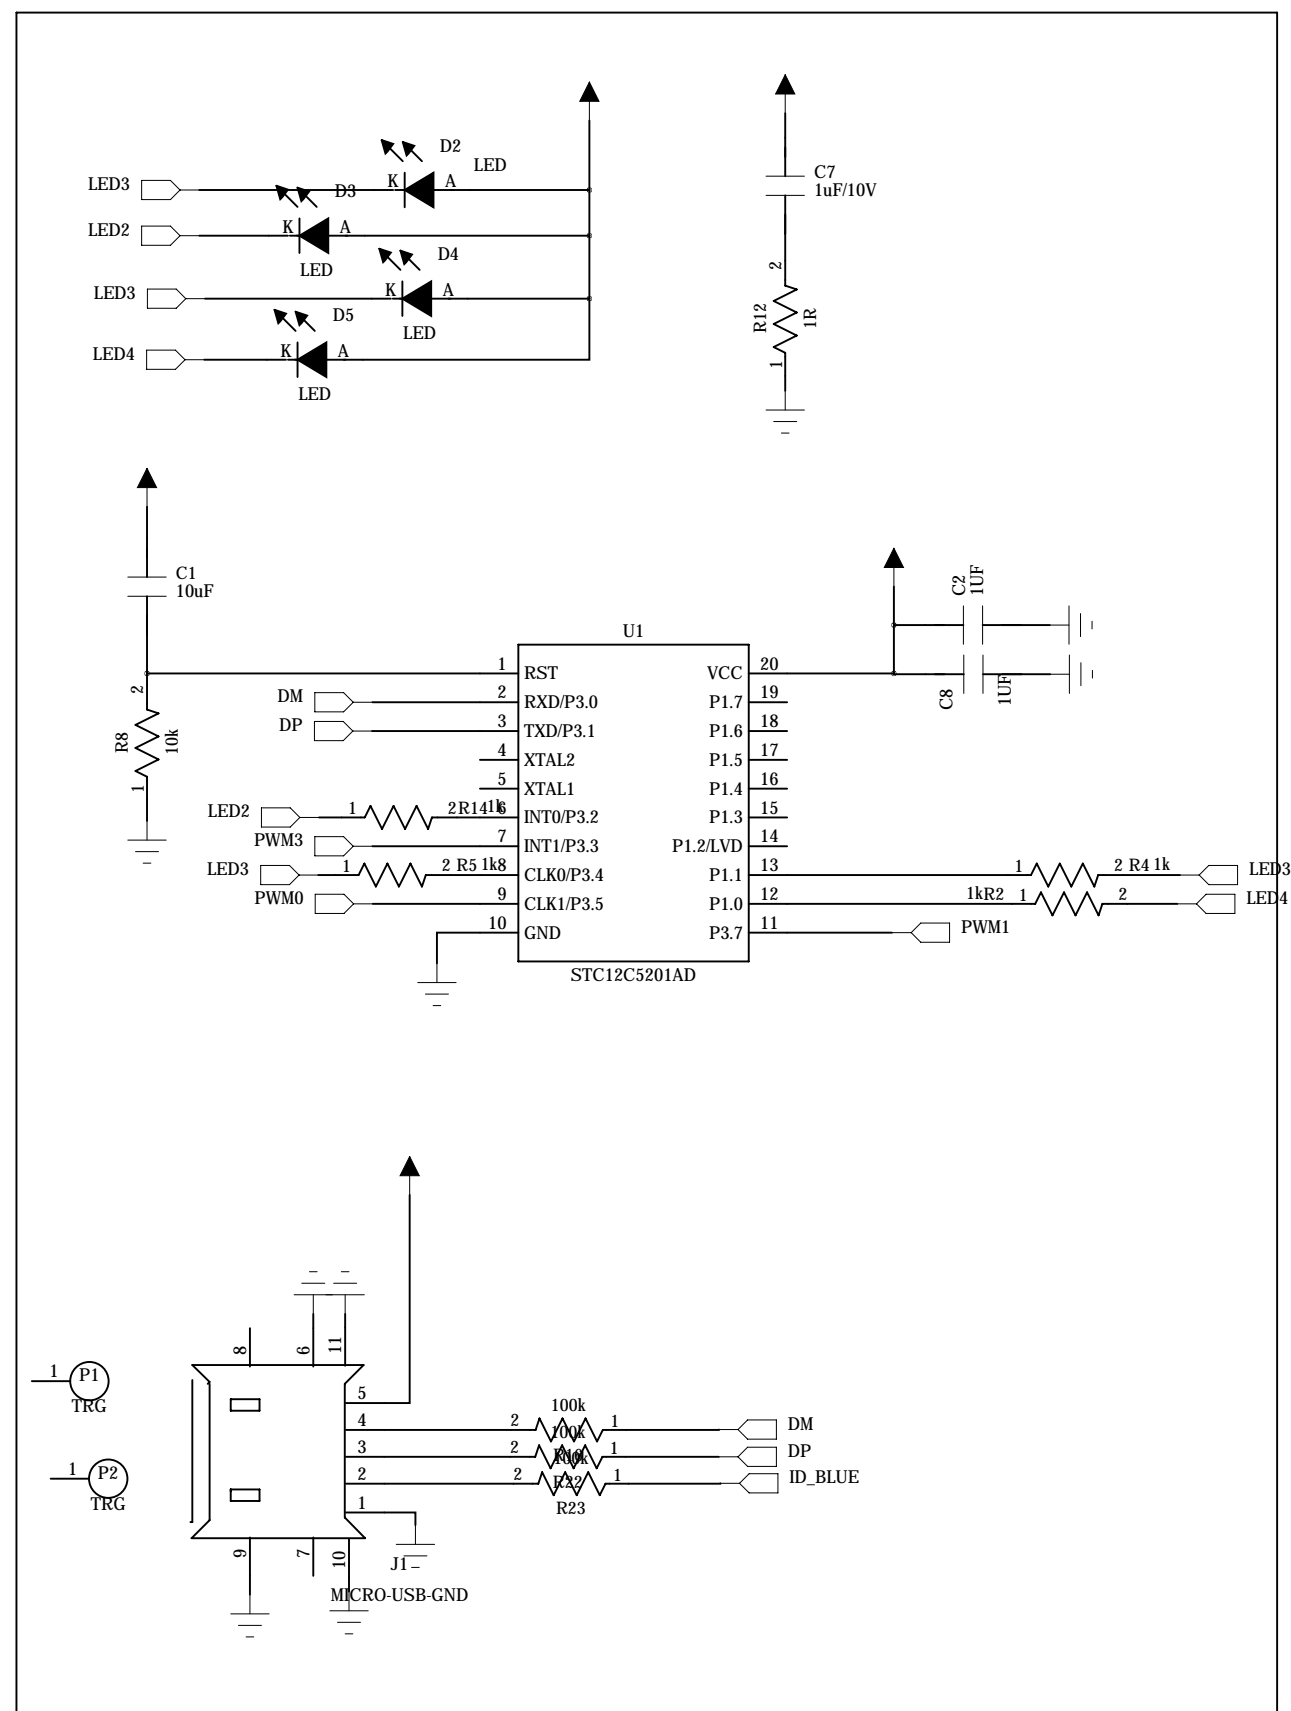 D2
LED
LED3
K
A
D3
LED2
K
A
LED
D4
LED3
K
A
LED
D5
LED4
K
A
LED
C7
1uF/10V
2
R12
1R
1
C1
10uF
2
R8
10k
1
C2
1UF
C8
1UF
U1
1 RST
VCC 20
DM
2 RXD/P3.0
P1.7 19
DP
3 TXD/P3.1
P1.6 18
4 XTAL2
P1.5 17
5 XTAL1
P1.4 16
LED2 1 2 R14 1k 6 INT0/P3.2
P1.3 15
PWM3 7 INT1/P3.3
P1.2/LVD 14
LED3 1 2 R5 1k 8 CLK0/P3.4
P1.1 13 1 2 R4 1k LED3
PWM0 9 CLK1/P3.5
P1.0 12 1kR2 1 2 LED4
10 GND
P3.7 11 PWM1
STC12C5201AD
8
6
11
1 P1
TRG
1 P2
TRG
5
4 2 100k 1 DM
3 2 100k 1 DP
2 2 100k 1 ID_BLUE
R22
R23
1
9
7
10
J1
MICRO-USB-GND